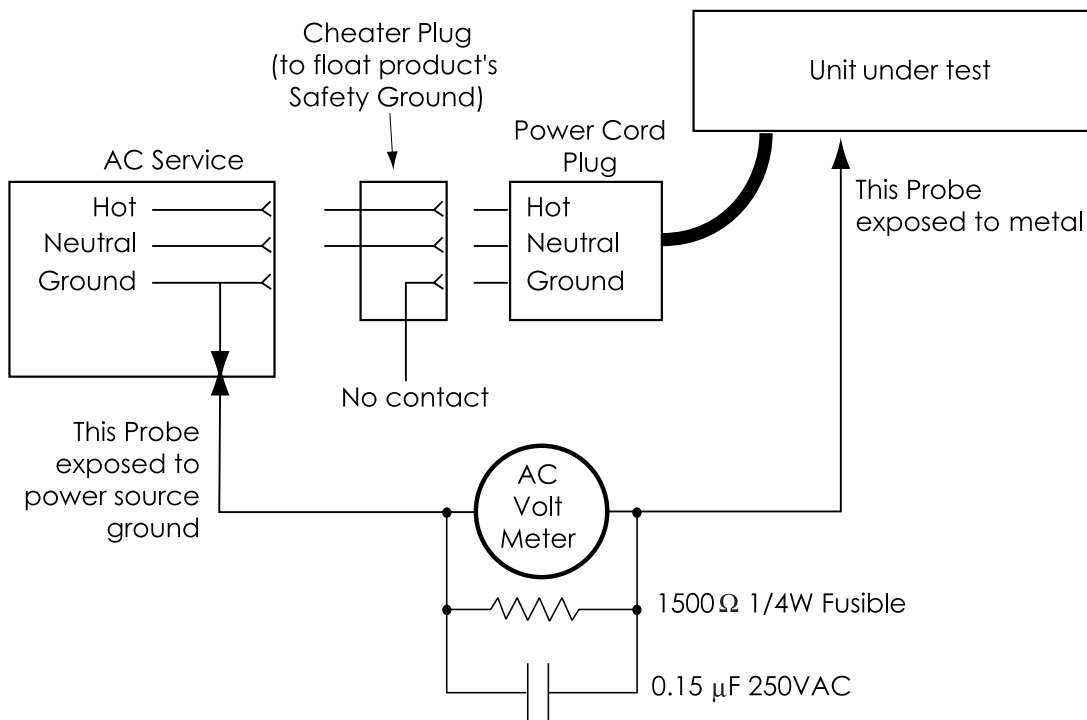 Cheater Plug
(to float product's
Safety Ground)
Unit under test
AC Service
Power Cord
Plug
Hot
Neutral
Ground
Hot
Neutral
Ground
This Probe
exposed to metal
No contact
This Probe
exposed to
power source
ground
AC
Volt
Meter
1500Ω 1/4W Fusible
0.15 µF 250VAC